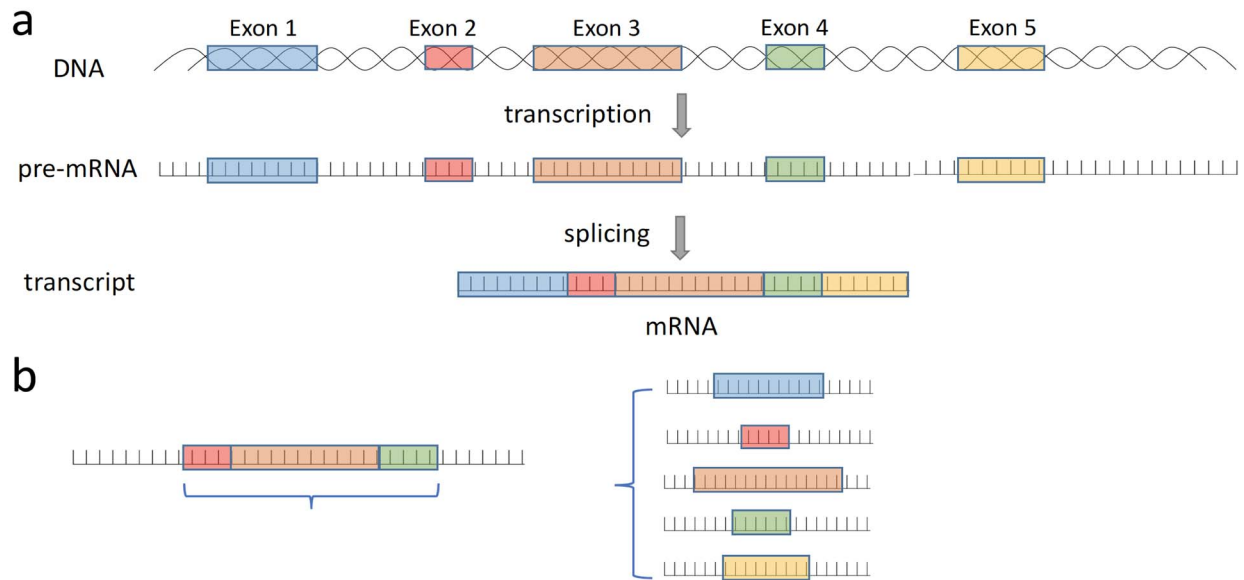 a
Exon 1 Exon 2 Exon 3 Exon 4 Exon 5
DNA
transcription
pre-mRNA
splicing
transcript
mRNA
b